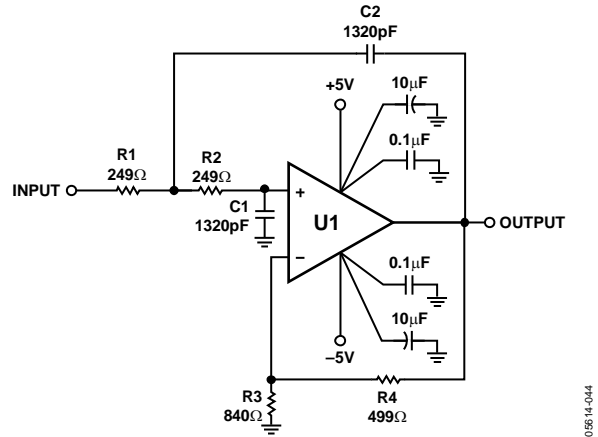 C2
1320pF
+5V
10µF
0.1µF
R1
249Ω
R2
249Ω
INPUT
C1
1320pF
+
U1
−
OUTPUT
0.1µF
10µF
−5V
R3
840Ω
R4
499Ω
05614-044